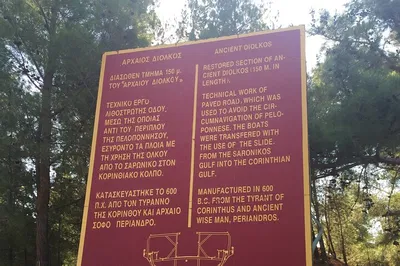 ΑΡΧΑΙΟΣ ΔΙΟΛΚΟΣ
ΔΙΑΣΩΘΕΝ ΤΜΗΜΑ 150 μ.
ΤΟΥ "ΑΡΧΑΙΟΥ ΔΙΟΛΚΟΥ"
ΤΕΧΝΙΚΟ ΕΡΓΟ
ΛΙΘΟΣΤΡΩΤΗΣ ΟΔΟΥ,
ΜΕΣΩ ΤΗΣ ΟΠΟΙΑΣ
ΑΝΤΙ ΤΟΥ ΠΕΡΙΠΛΟΥ
ΤΗΣ ΠΕΛΟΠΟΝΝΗΣΟΥ,
ΕΣΥΡΟΝΤΟ ΤΑ ΠΛΟΙΑ ΜΕ
ΤΗ ΧΡΗΣΗ ΤΗΣ ΟΛΚΟΥ
ΑΠΟ ΤΟ ΣΑΡΩΝΙΚΟ ΣΤΟΝ
ΚΟΡΙΝΘΙΑΚΟ ΚΟΛΠΟ.
ΚΑΤΑΣΚΕΥΑΣΤΗΚΕ ΤΟ 600
Π.Χ. ΑΠΟ ΤΟΝ ΤΥΡΑΝΝΟ
ΤΗΣ ΚΟΡΙΝΘΟΥ ΚΑΙ ΑΡΧΑΙΟ
ΣΟΦΟ ΠΕΡΙΑΝΔΡΟ.
ANCIENT DIOLKOS
RESTORED SECTION OF AN-
CIENT DIOLKOS (150 M. IN
LENGTH).
TECHNICAL WORK OF
PAVED ROAD, WHICH WAS
USED TO AVOID THE CIR-
CUMNAVIGATION OF PELO-
PONNESE. THE BOATS
WERE TRANSFERED WITH
THE USE OF THE SLIDE,
FROM THE SARONIKOS
GULF INTO THE CORINTHIAN
GULF.
MANUFACTURED IN 600
B.C. FROM THE TYRANT OF
CORINTHUS AND ANCIENT
WISE MAN, PERIANDROS.